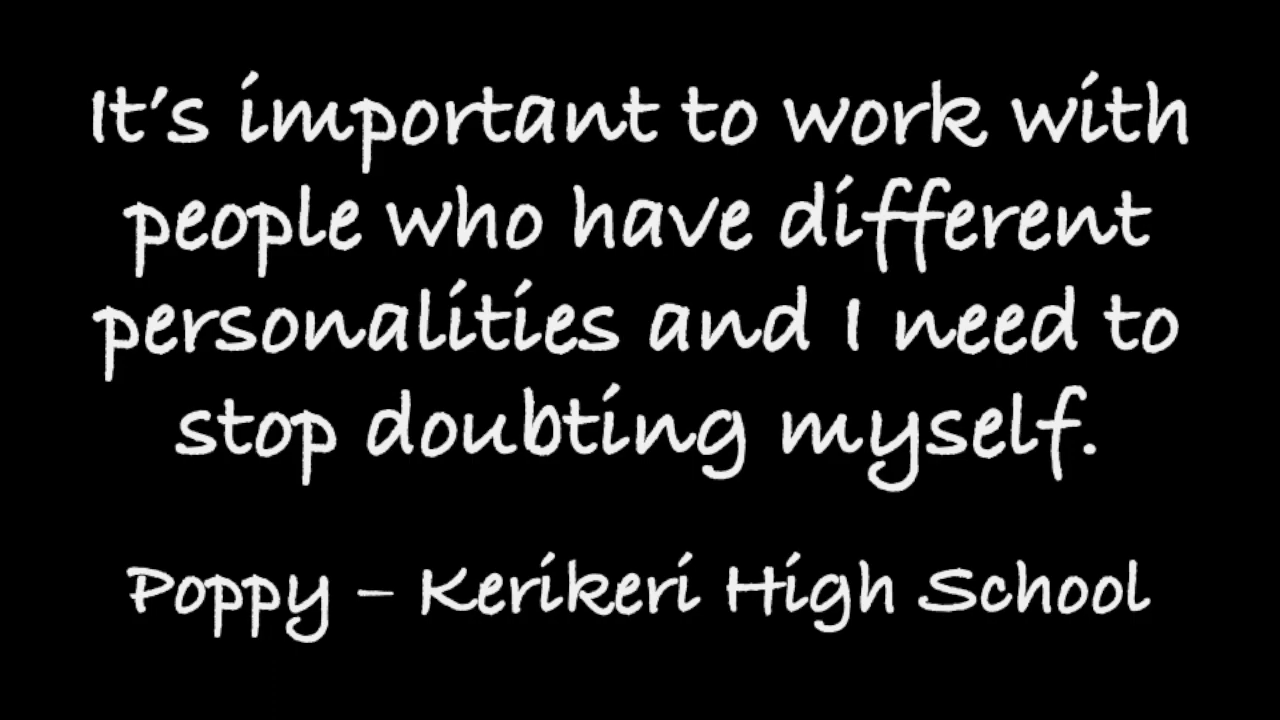 It's important to work with
people who have different
personalities and I need to
stop doubting myself.
Poppy – Kerikeri High School